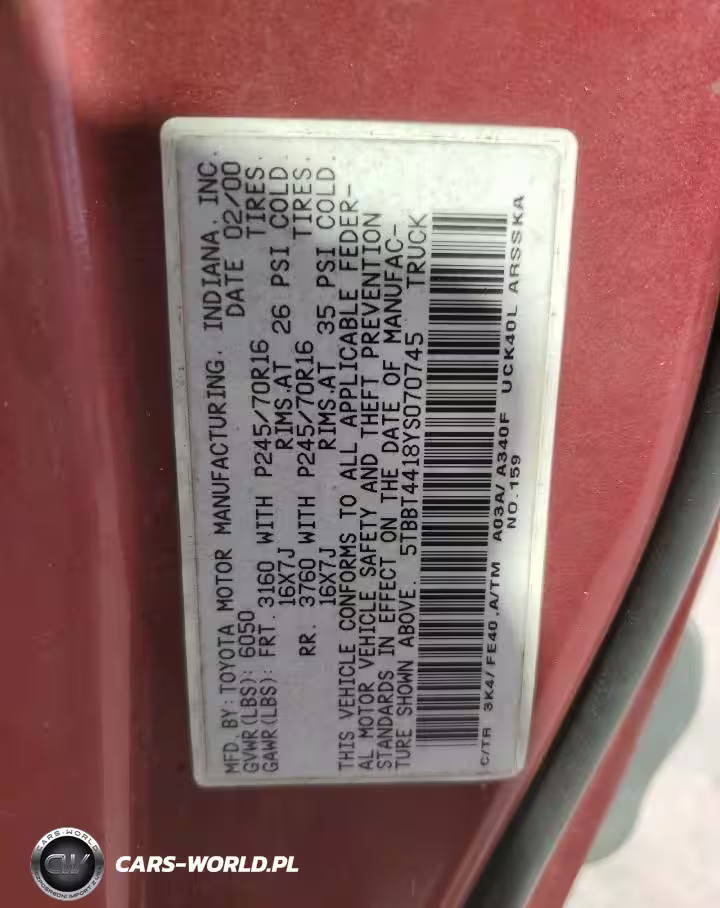 MFD. BY: TOYOTA MOTOR MANUFACTURING, INDIANA, INC.
GVWR(LBS): 6050 DATE 02/00
GAWR(LBS): FRT. 3160 WITH P245/70R16 TIRES.
16X7J RIMS.AT 26 PSI COLD.
RR. 3760 WITH P245/70R16 TIRES.
16X7J RIMS.AT 35 PSI COLD.
THIS VEHICLE CONFORMS TO ALL APPLICABLE FEDER-
AL MOTOR VEHICLE SAFETY AND THEFT PREVENTION
STANDARDS IN EFFECT ON THE DATE OF MANUFAC-
TURE SHOWN ABOVE. 5TBBT4418YS070745 TRUCK
C/TR 3K4/FE40.A/TM A03A/A340F UCK40L ARSSKA
NO.159
CARS-WORLD
CW
CARS-WORLD.PL